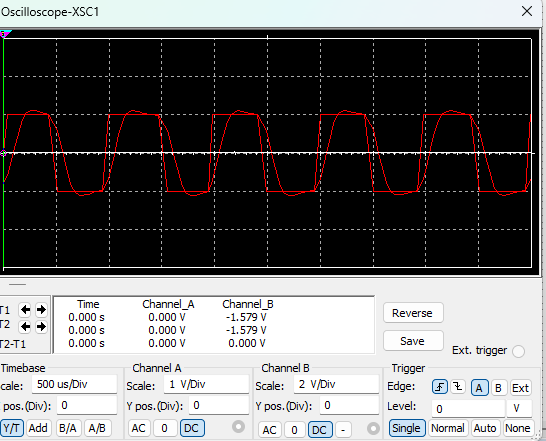 Oscilloscope-XSC1
T1
T2
T2-T1
Time Channel_A Channel_B
0.000 s 0.000 V -1.579 V
0.000 s 0.000 V -1.579 V
0.000 s 0.000 V 0.000 V
Reverse
Save
Ext. trigger
Timebase
cale: 500 us/Div
pos.(Div): 0
Y/T Add B/A A/B
Channel A
Scale: 1 V/Div
Y pos.(Div): 0
AC 0 DC
Channel B
Scale: 2 V/Div
Y pos.(Div): 0
AC 0 DC -
Trigger
Edge: A B Ext
Level: 0 V
Single Normal Auto None